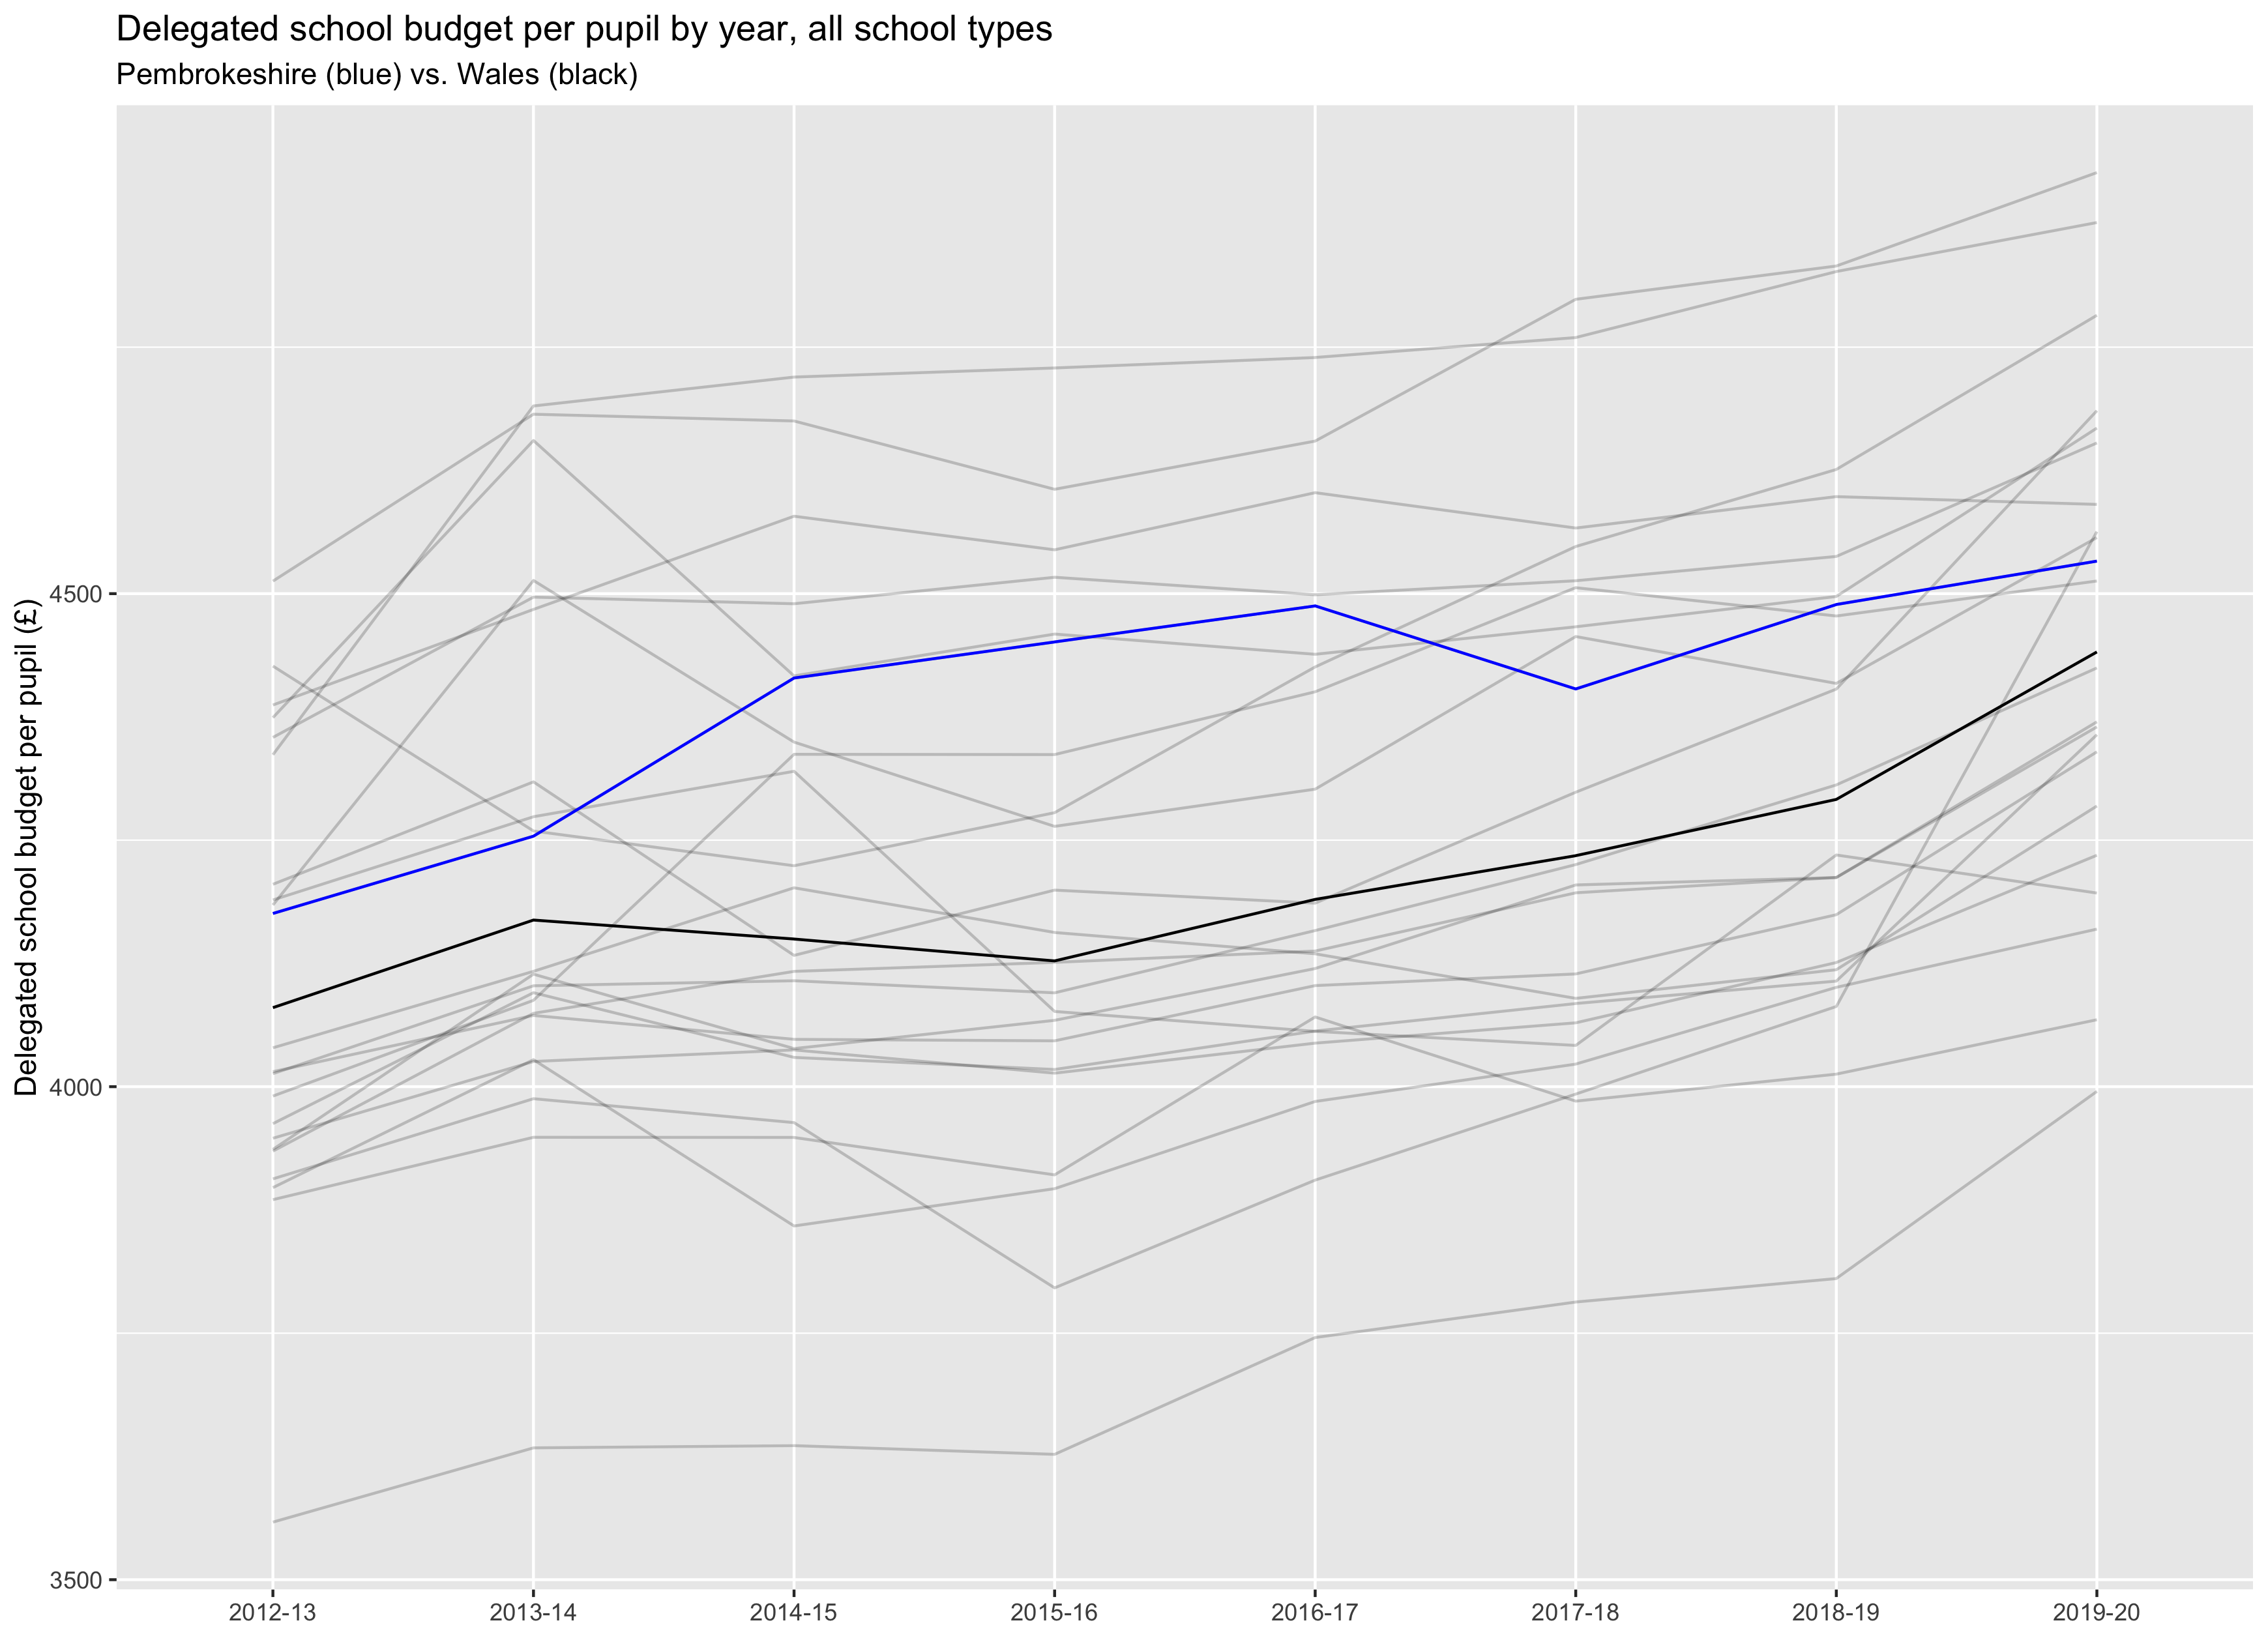 Delegated school budget per pupil by year, all school types
Pembrokeshire (blue) vs. Wales (black)
Delegated school budget per pupil (£)
4500
4000
3500
2012-13 2013-14 2014-15 2015-16 2016-17 2017-18 2018-19 2019-20